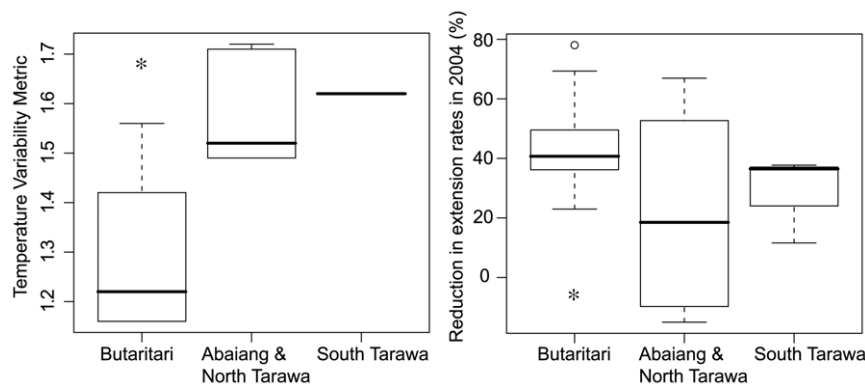 Temperature Variability Metric
1.7
1.6
1.5
1.4
1.3
1.2
*
Butaritari
Abaiang &
North Tarawa
South Tarawa
Reduction in extension rates in 2004 (%)
80
60
40
20
0
*
Butaritari
Abaiang &
North Tarawa
South Tarawa